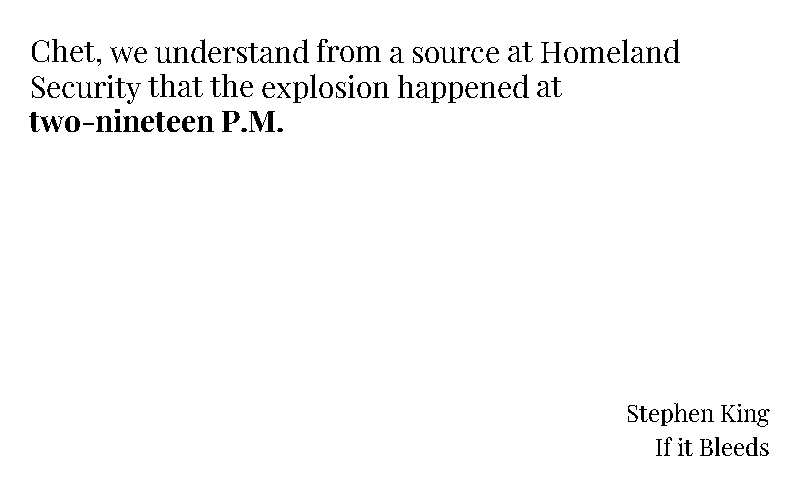 Chet, we understand from a source at Homeland
Security that the explosion happened at
two-nineteen P.M.
Stephen King
If it Bleeds